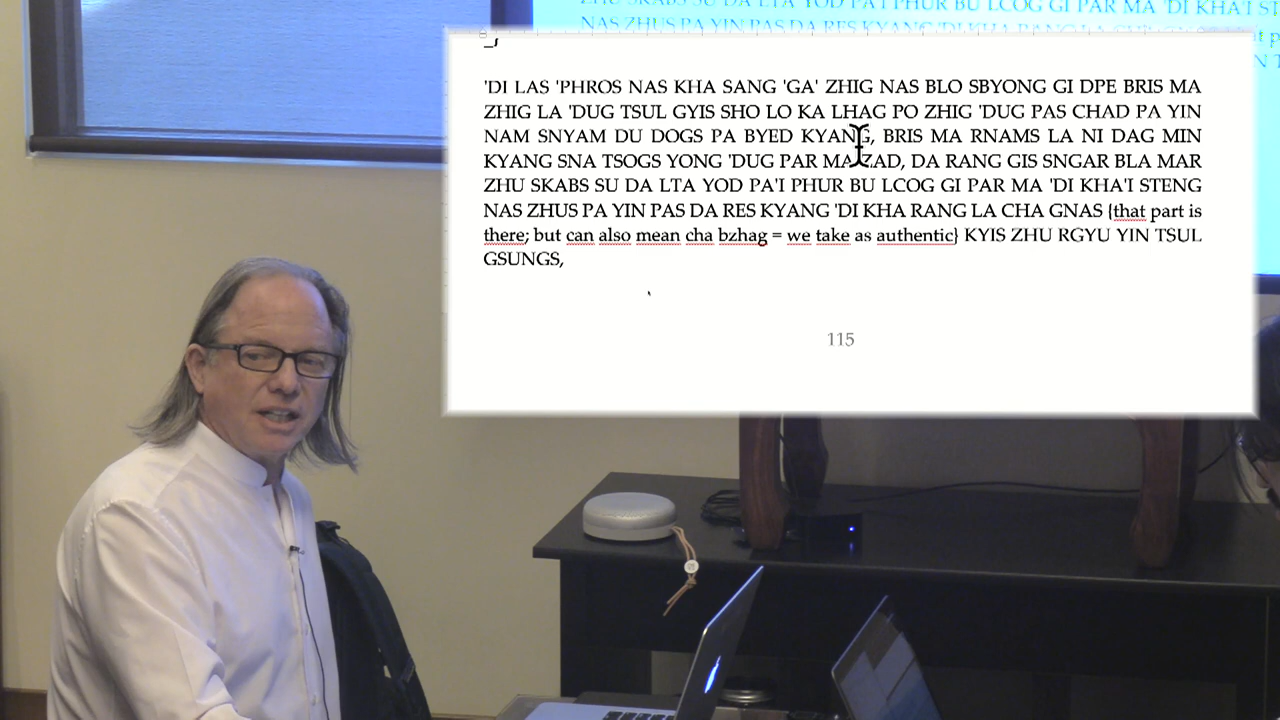 'DI LAS 'PHROS NAS KHA SANG 'GA' ZHIG NAS BLO SBYONG GI DPE BRIS MA
ZHIG LA 'DUG TSUL GYIS SHO LO KA LHAG PO ZHIG 'DUG PAS CHAD PA YIN
NAM SNYAM DU DOGS PA BYED KYANG, BRIS MA RNAMS LA NI DAG MIN
KYANG SNA TSOGS YONG 'DUG PAR MA ZAD, DA RANG GIS SNGAR BLA MAR
ZHU SKABS SU DA LTA YOD PA'I PHUR BU LCOG GI PAR MA 'DI KHA'I STENG
NAS ZHUS PA YIN PAS DA RES KYANG 'DI KHA RANG LA CHA GNAS {that part is
there; but can also mean cha bzhag = we take as authentic} KYIS ZHU RGYU YIN TSUL
GSUNGS,
115